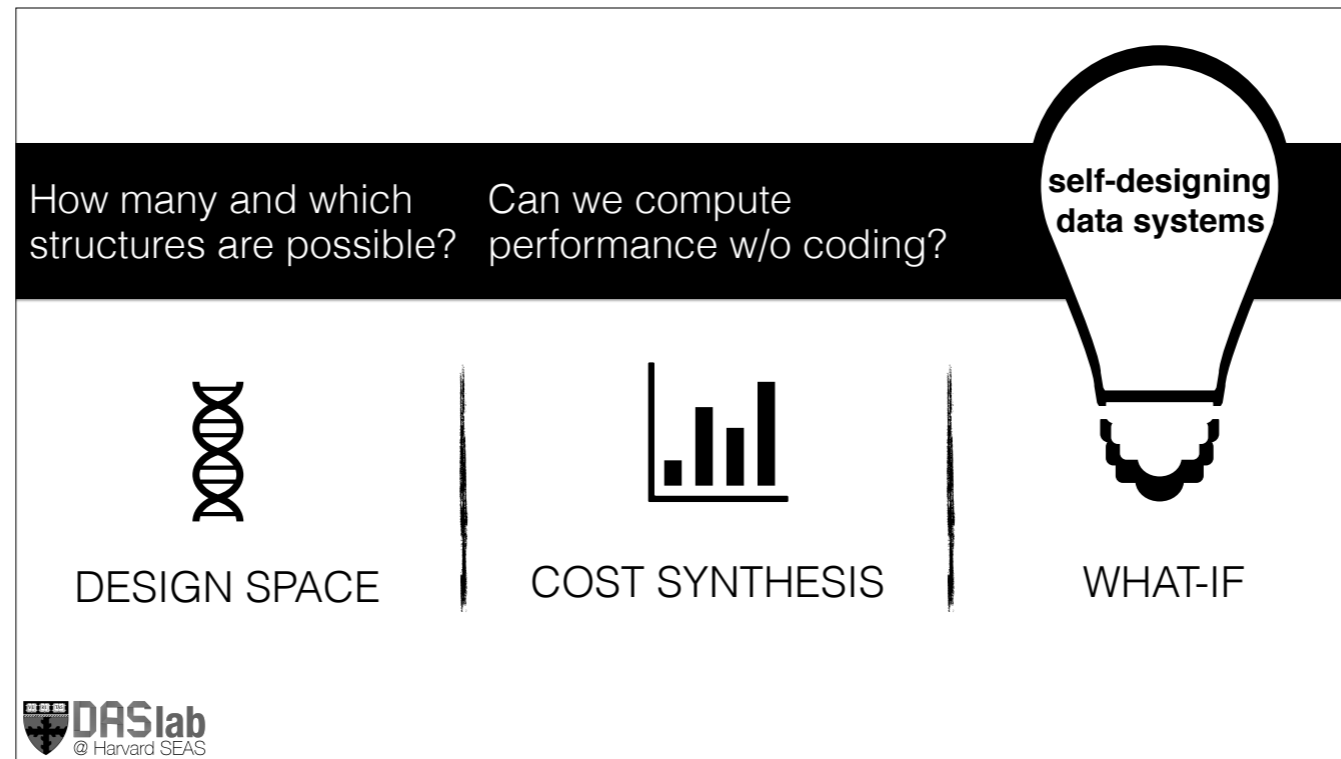 How many and which
structures are possible?
Can we compute
performance w/o coding?
self-designing
data systems
DESIGN SPACE
COST SYNTHESIS
WHAT-IF
DASlab
@ Harvard SEAS